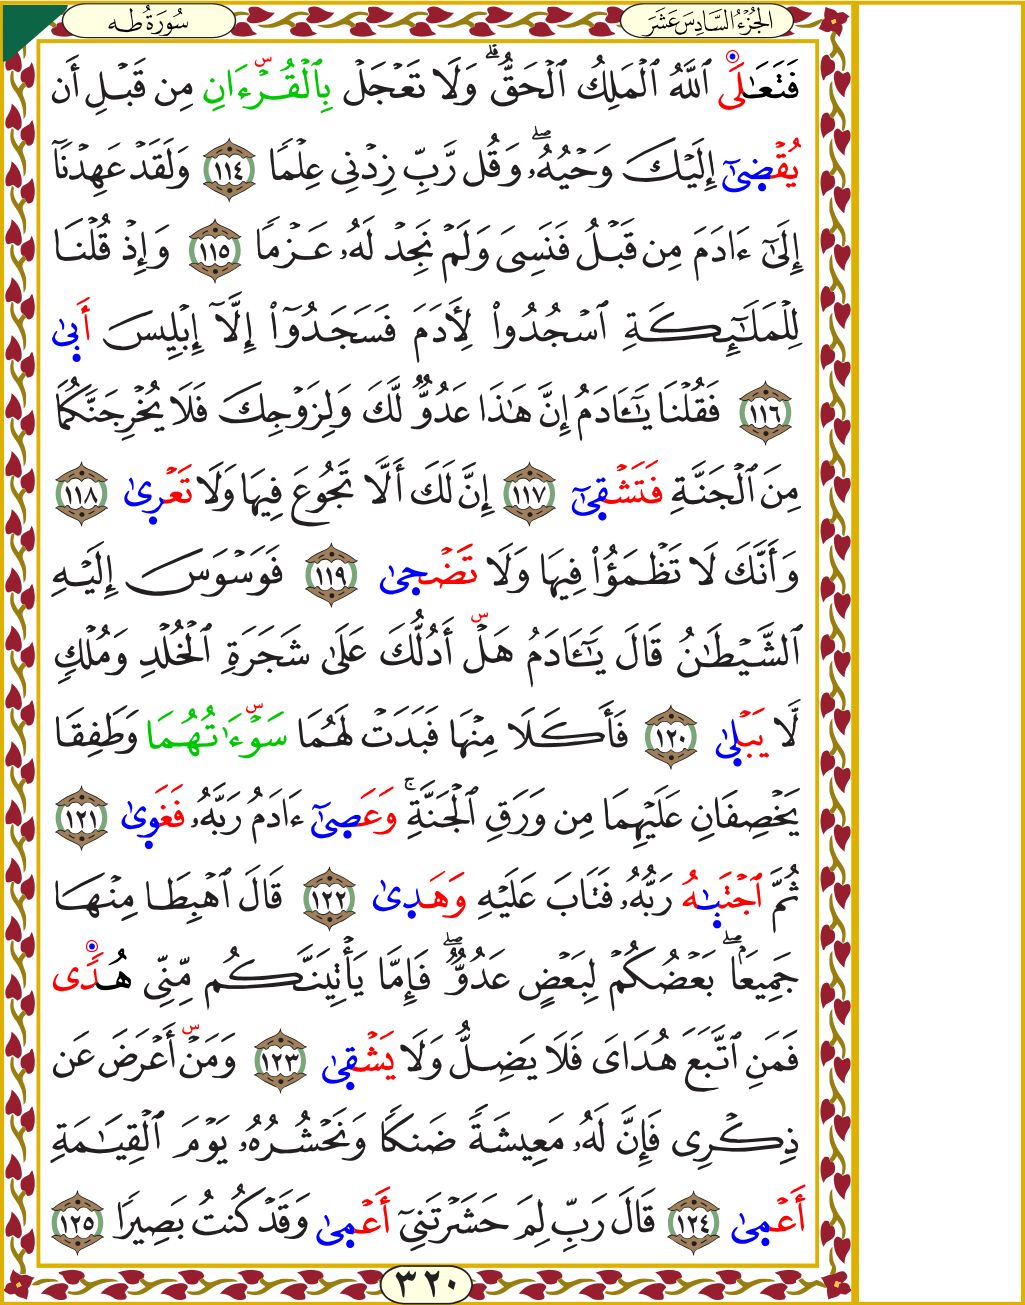 الجُزْءُ السَّادِسَ عَشَرَ
سُورَةُ طه
فَتَعَٰلَى ٱللَّهُ ٱلْمَلِكُ ٱلْحَقُّ ۗ وَلَا تَعْجَلْ بِٱلْقُرْءَانِ مِن قَبْلِ أَن
يُقْضِىٰٓ إِلَيْكَ وَحْيُهُۥ ۖ وَقُل رَّبِّ زِدْنِى عِلْمًا ١١٤ وَلَقَدْ عَهِدْنَآ
إِلَىٰٓ ءَادَمَ مِن قَبْلُ فَنَسِىَ وَلَمْ نَجِدْ لَهُۥ عَزْمًا ١١٥ وَإِذْ قُلْنَا
لِلْمَلَٰٓئِكَةِ ٱسْجُدُوا۟ لِأَدَمَ فَسَجَدُوٓا۟ إِلَّآ إِبْلِيسَ أَبِىٰ
١١٦ فَقُلْنَا يَٰٓـَٔادَمُ إِنَّ هَٰذَا عَدُوٌّ لَّكَ وَلِزَوْجِكَ فَلَا يُخْرِجَنَّكُمَا
مِنَ ٱلْجَنَّةِ فَتَشْقِىٰٓ ١١٧ إِنَّ لَكَ أَلَّا تَجُوعَ فِيهَا وَلَا تَعْرِىٰ ١١٨
وَأَنَّكَ لَا تَظْمَؤُا۟ فِيهَا وَلَا تَضْحِىٰ ١١٩ فَوَسْوَسَ إِلَيْهِ
ٱلشَّيْطَٰنُ قَالَ يَٰٓـَٔادَمُ هَلْ أَدُلُّكَ عَلَىٰ شَجَرَةِ ٱلْخُلْدِ وَمُلْكٍ
لَّا يَبْلِىٰ ١٢٠ فَأَكَلَا مِنْهَا فَبَدَتْ لَهُمَا سَوْءَٰتُهُمَا وَطَفِقَا
يَخْصِفَانِ عَلَيْهِمَا مِن وَرَقِ ٱلْجَنَّةِ ۚ وَعَصِىٰٓ ءَادَمُ رَبَّهُۥ فَغَوِىٰ ١٢١
ثُمَّ ٱجْتَبِٰهُ رَبُّهُۥ فَتَابَ عَلَيْهِ وَهَدِىٰ ١٢٢ قَالَ ٱهْبِطَا مِنْهَا
جَمِيعًۢا ۖ بَعْضُكُمْ لِبَعْضٍ عَدُوٌّ ۖ فَإِمَّا يَأْتِيَنَّكُم مِّنِّى هُدًى
فَمَنِ ٱتَّبَعَ هُدَاىَ فَلَا يَضِلُّ وَلَا يَشْقِىٰ ١٢٣ وَمَنْ أَعْرَضَ عَن
ذِكْرِى فَإِنَّ لَهُۥ مَعِيشَةً ضَنكًا وَنَحْشُرُهُۥ يَوْمَ ٱلْقِيَٰمَةِ
أَعْمِىٰ ١٢٤ قَالَ رَبِّ لِمَ حَشَرْتَنِىٓ أَعْمِىٰ وَقَدْ كُنتُ بَصِيرًا ١٢٥
٣٢٠